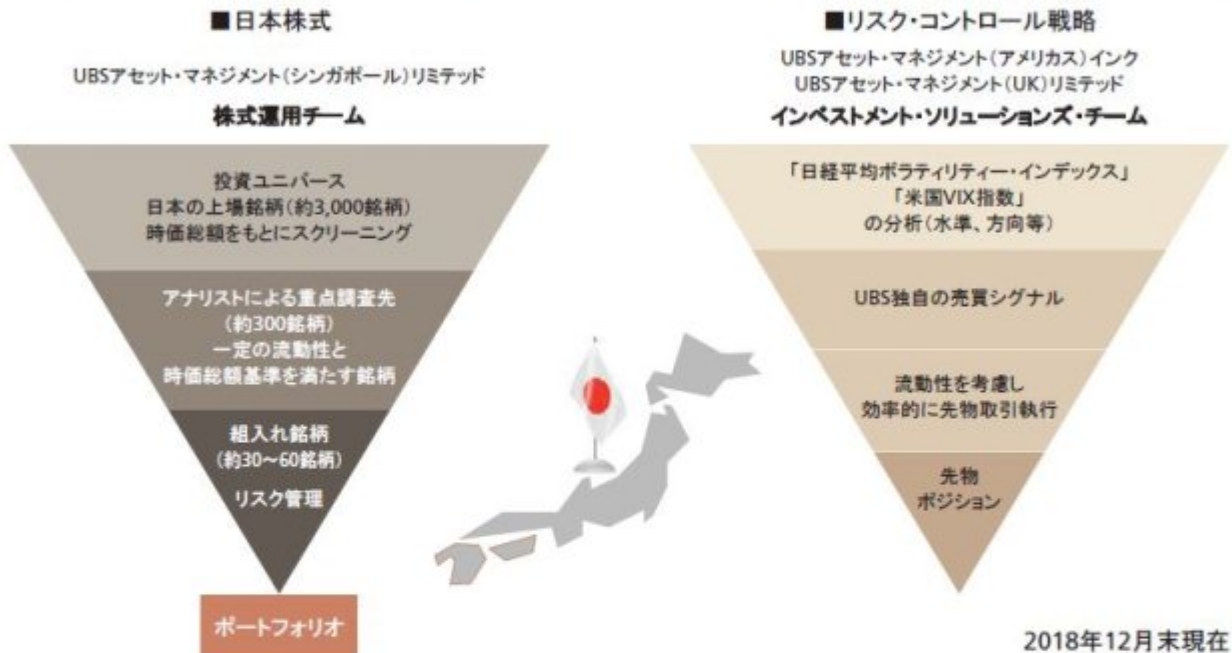 ■日本株式
UBSアセット・マネジメント(シンガポール)リミテッド
株式運用チーム
投資ユニバース
日本の上場銘柄(約3,000銘柄)
時価総額をもとにスクリーニング
アナリストによる重点調査先
(約300銘柄)
一定の流動性と
時価総額基準を満たす銘柄
組入れ銘柄
(約30～60銘柄)
リスク管理
ポートフォリオ
■リスク・コントロール戦略
UBSアセット・マネジメント(アメリカス)インク
UBSアセット・マネジメント(UK)リミテッド
インベストメント・ソリューションズ・チーム
「日経平均ボラティリティー・インデックス」
「米国VIX指数」
の分析(水準、方向等)
UBS独自の売買シグナル
流動性を考慮し
効率的に先物取引執行
先物
ポジション
2018年12月末現在